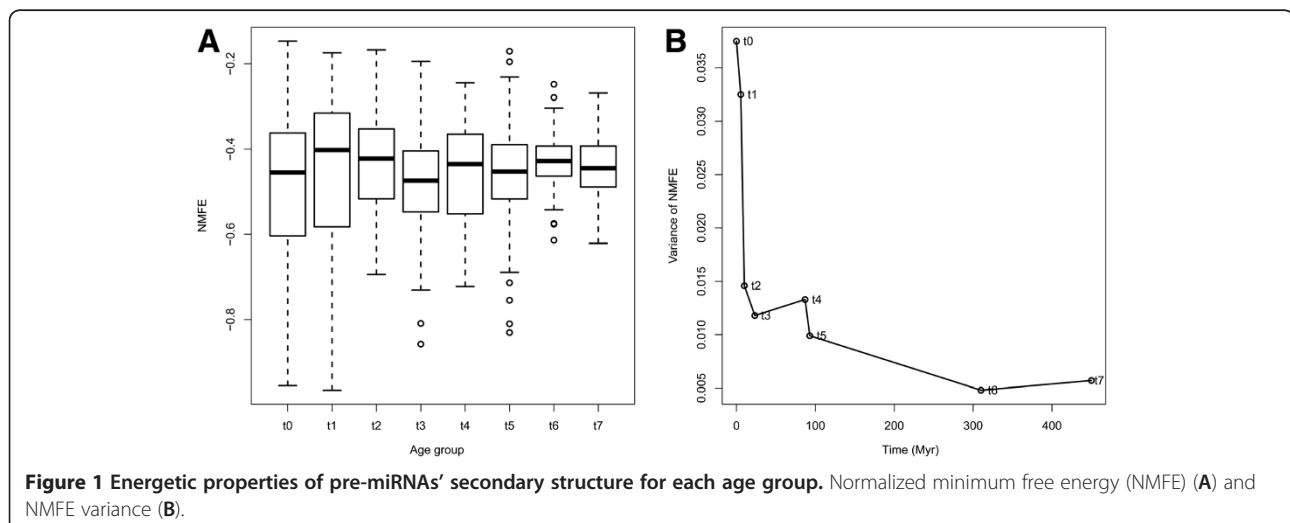 A
NMFE
−0.2
−0.4
−0.6
−0.8
t0 t1 t2 t3 t4 t5 t6 t7
Age group
B
Variance of NMFE
0.035
0.030
0.025
0.020
0.015
0.010
0.005
t0
t1
t2
t3
t4
t5
t6
t7
0 100 200 300 400
Time (Myr)
Figure 1 Energetic properties of pre-miRNAs’ secondary structure for each age group. Normalized minimum free energy (NMFE) (A) and
NMFE variance (B).